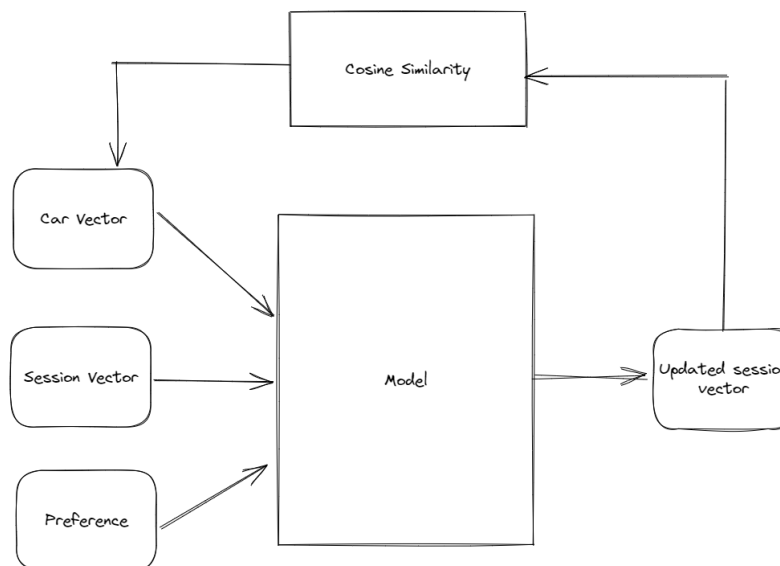 Cosine Similarity
Car Vector
Session Vector
Model
Updated session
vector
Preference